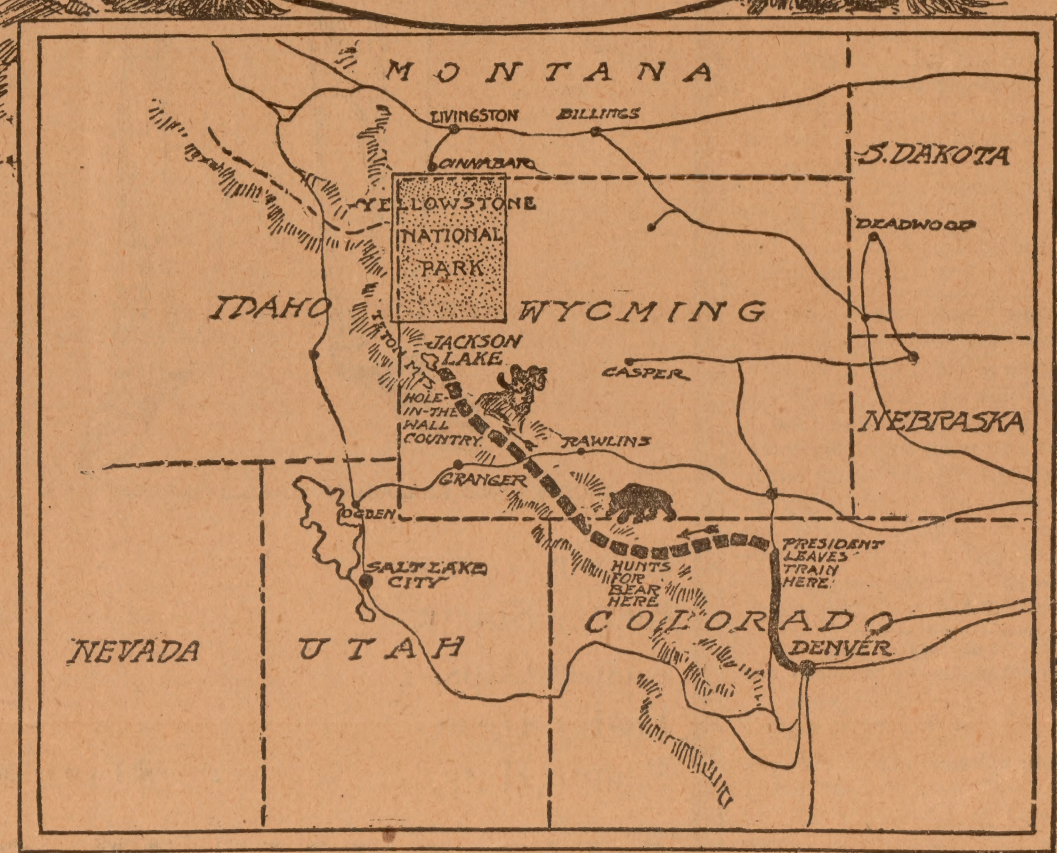 MONTANA
LIVINGSTON
BILLINGS
CINNABAR
S. DAKOTA
YELLOWSTONE
NATIONAL
PARK
DEADWOOD
IDAHO
WYOMING
TETON MTS.
JACKSON
LAKE
CASPER
HOLE-
IN-THE
WALL
COUNTRY
NEBRASKA
RAWLINS
GRANGER
OGDEN
PRESIDENT
LEAVES
TRAIN
HERE
HUNTS
FOR
BEAR
HERE
SALT LAKE
CITY
COLORADO
NEVADA
UTAH
DENVER